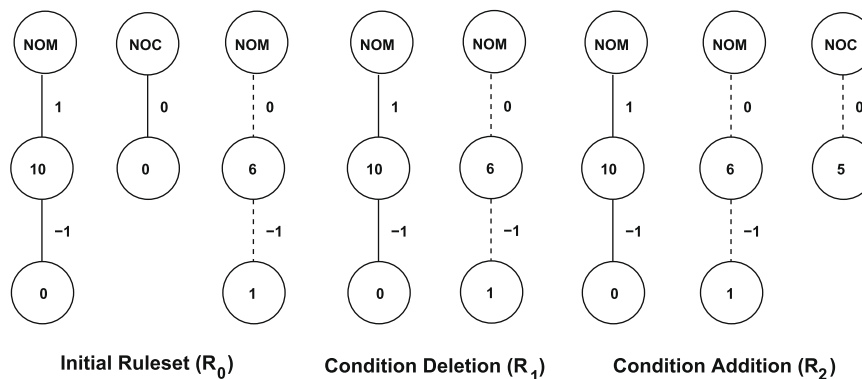 NOM NOC NOM NOM NOM NOM NOM NOC
1 0 0 1 0 1 0 0
10 0 6 10 6 10 6 5
−1 −1 −1 −1 −1 −1
0 1 0 1 0 1
Initial Ruleset (R0) Condition Deletion (R1) Condition Addition (R2)